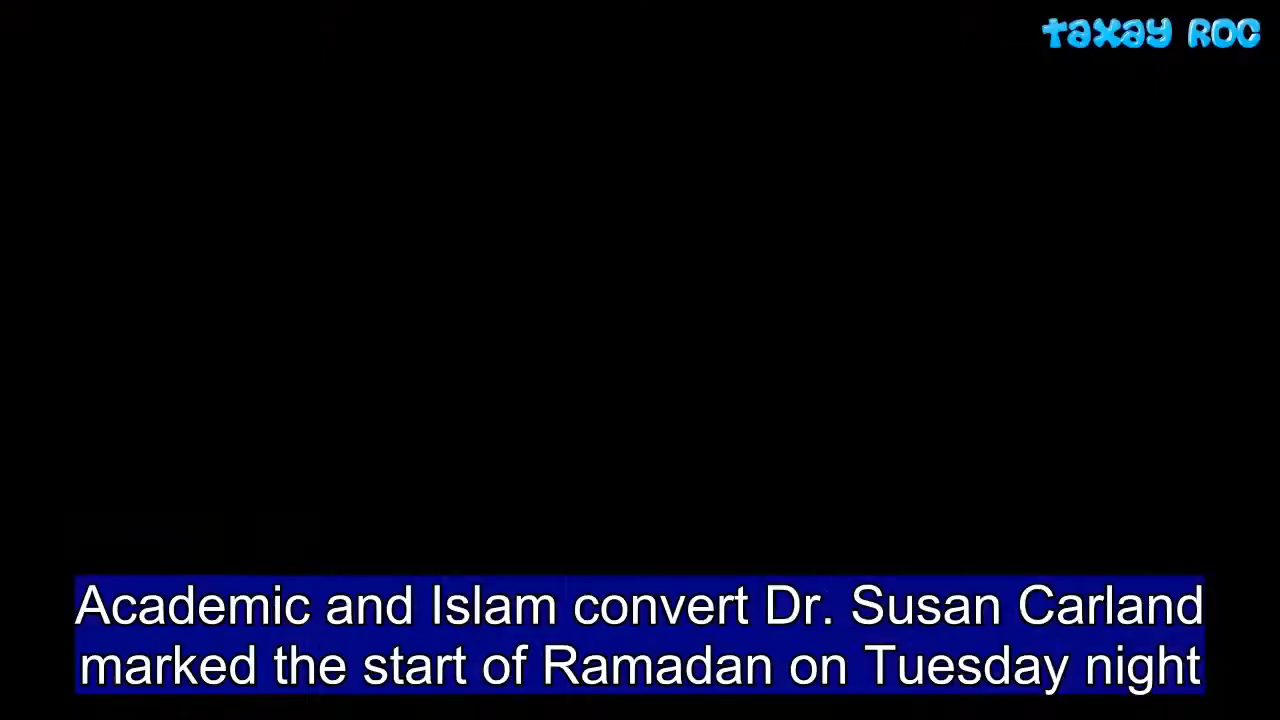 Taxay Roc
Academic and Islam convert Dr. Susan Carland
marked the start of Ramadan on Tuesday night